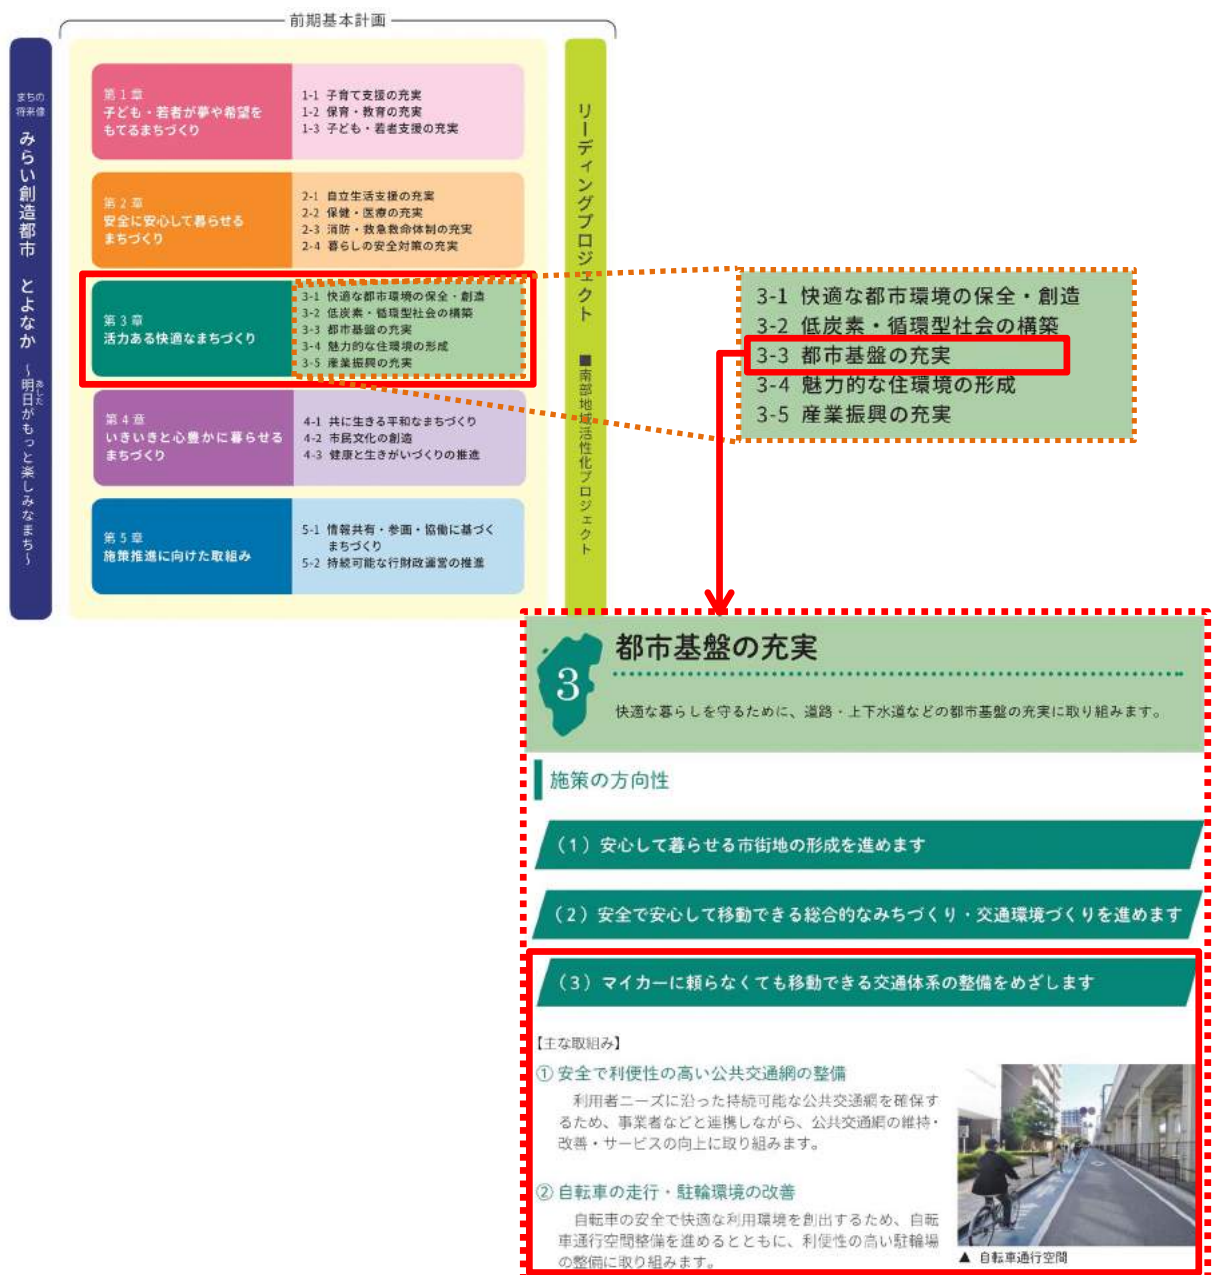 前期基本計画
まちの
将来像
みらい創造都市 とよなか
～明日がもっと楽しみなまち～
あした
第1章
子ども・若者が夢や希望を
もてるまちづくり
1-1 子育て支援の充実
1-2 保育・教育の充実
1-3 子ども・若者支援の充実
第2章
安全に安心して暮らせる
まちづくり
2-1 自立生活支援の充実
2-2 保健・医療の充実
2-3 消防・救急救命体制の充実
2-4 暮らしの安全対策の充実
第3章
活力ある快適なまちづくり
3-1 快適な都市環境の保全・創造
3-2 低炭素・循環型社会の構築
3-3 都市基盤の充実
3-4 魅力的な住環境の形成
3-5 産業振興の充実
第4章
いきいきと心豊かに暮らせる
まちづくり
4-1 共に生きる平和なまちづくり
4-2 市民文化の創造
4-3 健康と生きがいづくりの推進
第5章
施策推進に向けた取組み
5-1 情報共有・参画・協働に基づく
まちづくり
5-2 持続可能な行財政運営の推進
リーディングプロジェクト
■南部地域活性化プロジェクト
3-1 快適な都市環境の保全・創造
3-2 低炭素・循環型社会の構築
3-3 都市基盤の充実
3-4 魅力的な住環境の形成
3-5 産業振興の充実
3
都市基盤の充実
快適な暮らしを守るために、道路・上下水道などの都市基盤の充実に取り組みます。
施策の方向性
（1）安心して暮らせる市街地の形成を進めます
（2）安全で安心して移動できる総合的なみちづくり・交通環境づくりを進めます
（3）マイカーに頼らなくても移動できる交通体系の整備をめざします
【主な取組み】
① 安全で利便性の高い公共交通網の整備
利用者ニーズに沿った持続可能な公共交通網を確保す
るため、事業者などと連携しながら、公共交通網の維持・
改善・サービスの向上に取り組みます。
② 自転車の走行・駐輪環境の改善
自転車の安全で快適な利用環境を創出するため、自転
車通行空間整備を進めるとともに、利便性の高い駐輪場
の整備に取り組みます。
▲ 自転車通行空間